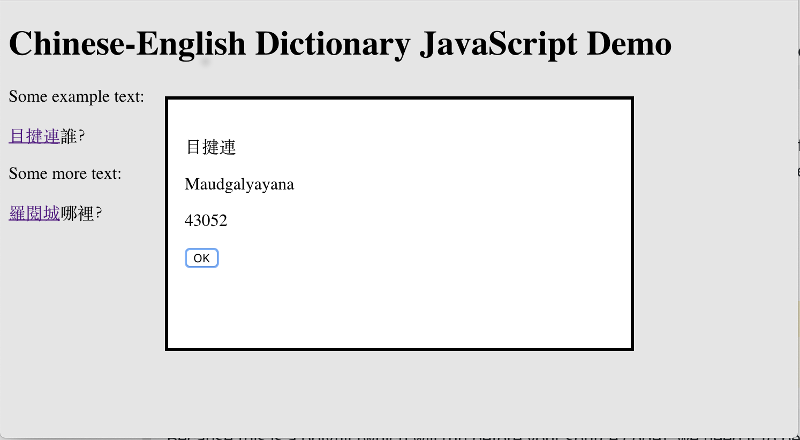 Chinese-English Dictionary JavaScript Demo
Some example text:
目揵連誰?
Some more text:
羅閱城哪裡?
目揵連
Maudgalyayana
43052
OK